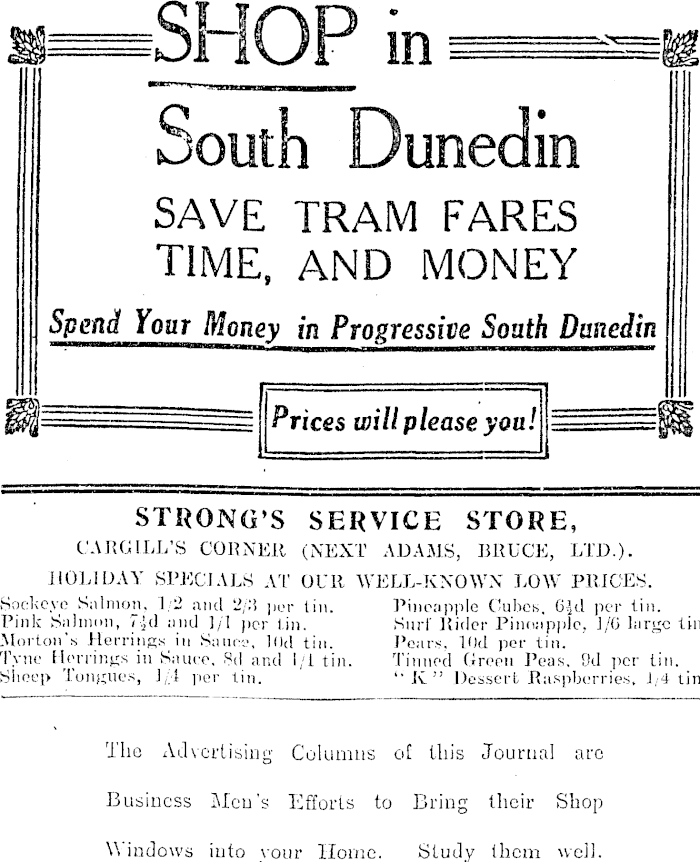 SHOP in
South Dunedin
SAVE TRAM FARES
TIME, AND MONEY
Spend Your Money in Progressive South Dunedin
Prices will please you!
STRONG'S SERVICE STORE,
CARGILL'S CORNER (NEXT ADAMS, BRUCE, LTD.).
HOLIDAY SPECIALS AT OUR WELL-KNOWN LOW PRICES.
Sockeye Salmon, 1/2 and 2/3 per tin.
Pink Salmon, 7½d and 1/1 per tin.
Morton's Herrings in Sauce, 10d tin.
Tyne Herrings in Sauce, 8d and 1/1 tin.
Sheep Tongues, 1/4 per tin.
Pineapple Cubes, 6½d per tin.
Surf Rider Pineapple, 1/6 large tin
Pears, 10d per tin.
Tinned Green Peas, 9d per tin.
"K" Dessert Raspberries, 1/4 tin
The Advertising Columns of this Journal are
Business Men's Efforts to Bring their Shop
Windows into your Home. Study them well.